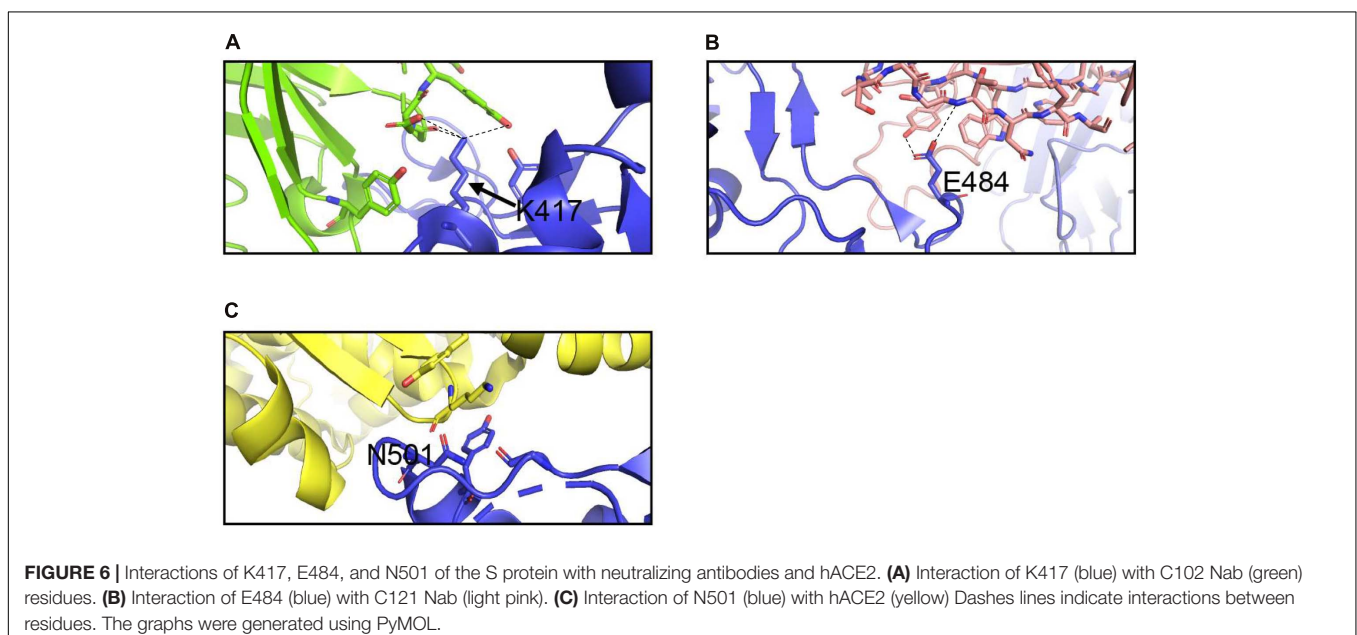 A
B
K417
E484
C
N501
FIGURE 6 | Interactions of K417, E484, and N501 of the S protein with neutralizing antibodies and hACE2. (A) Interaction of K417 (blue) with C102 Nab (green)
residues. (B) Interaction of E484 (blue) with C121 Nab (light pink). (C) Interaction of N501 (blue) with hACE2 (yellow) Dashes lines indicate interactions between
residues. The graphs were generated using PyMOL.